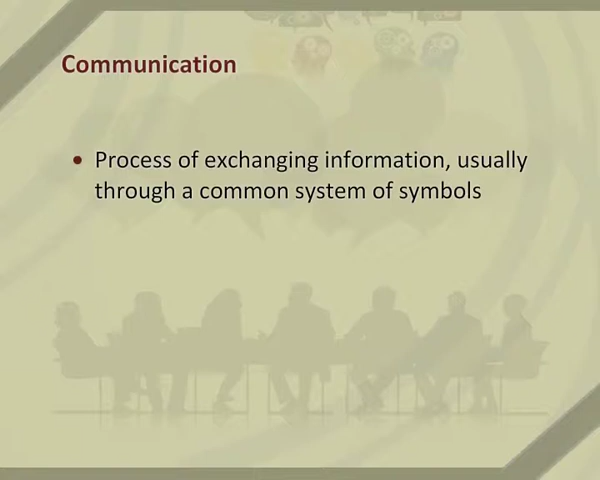 Communication
• Process of exchanging information, usually
through a common system of symbols